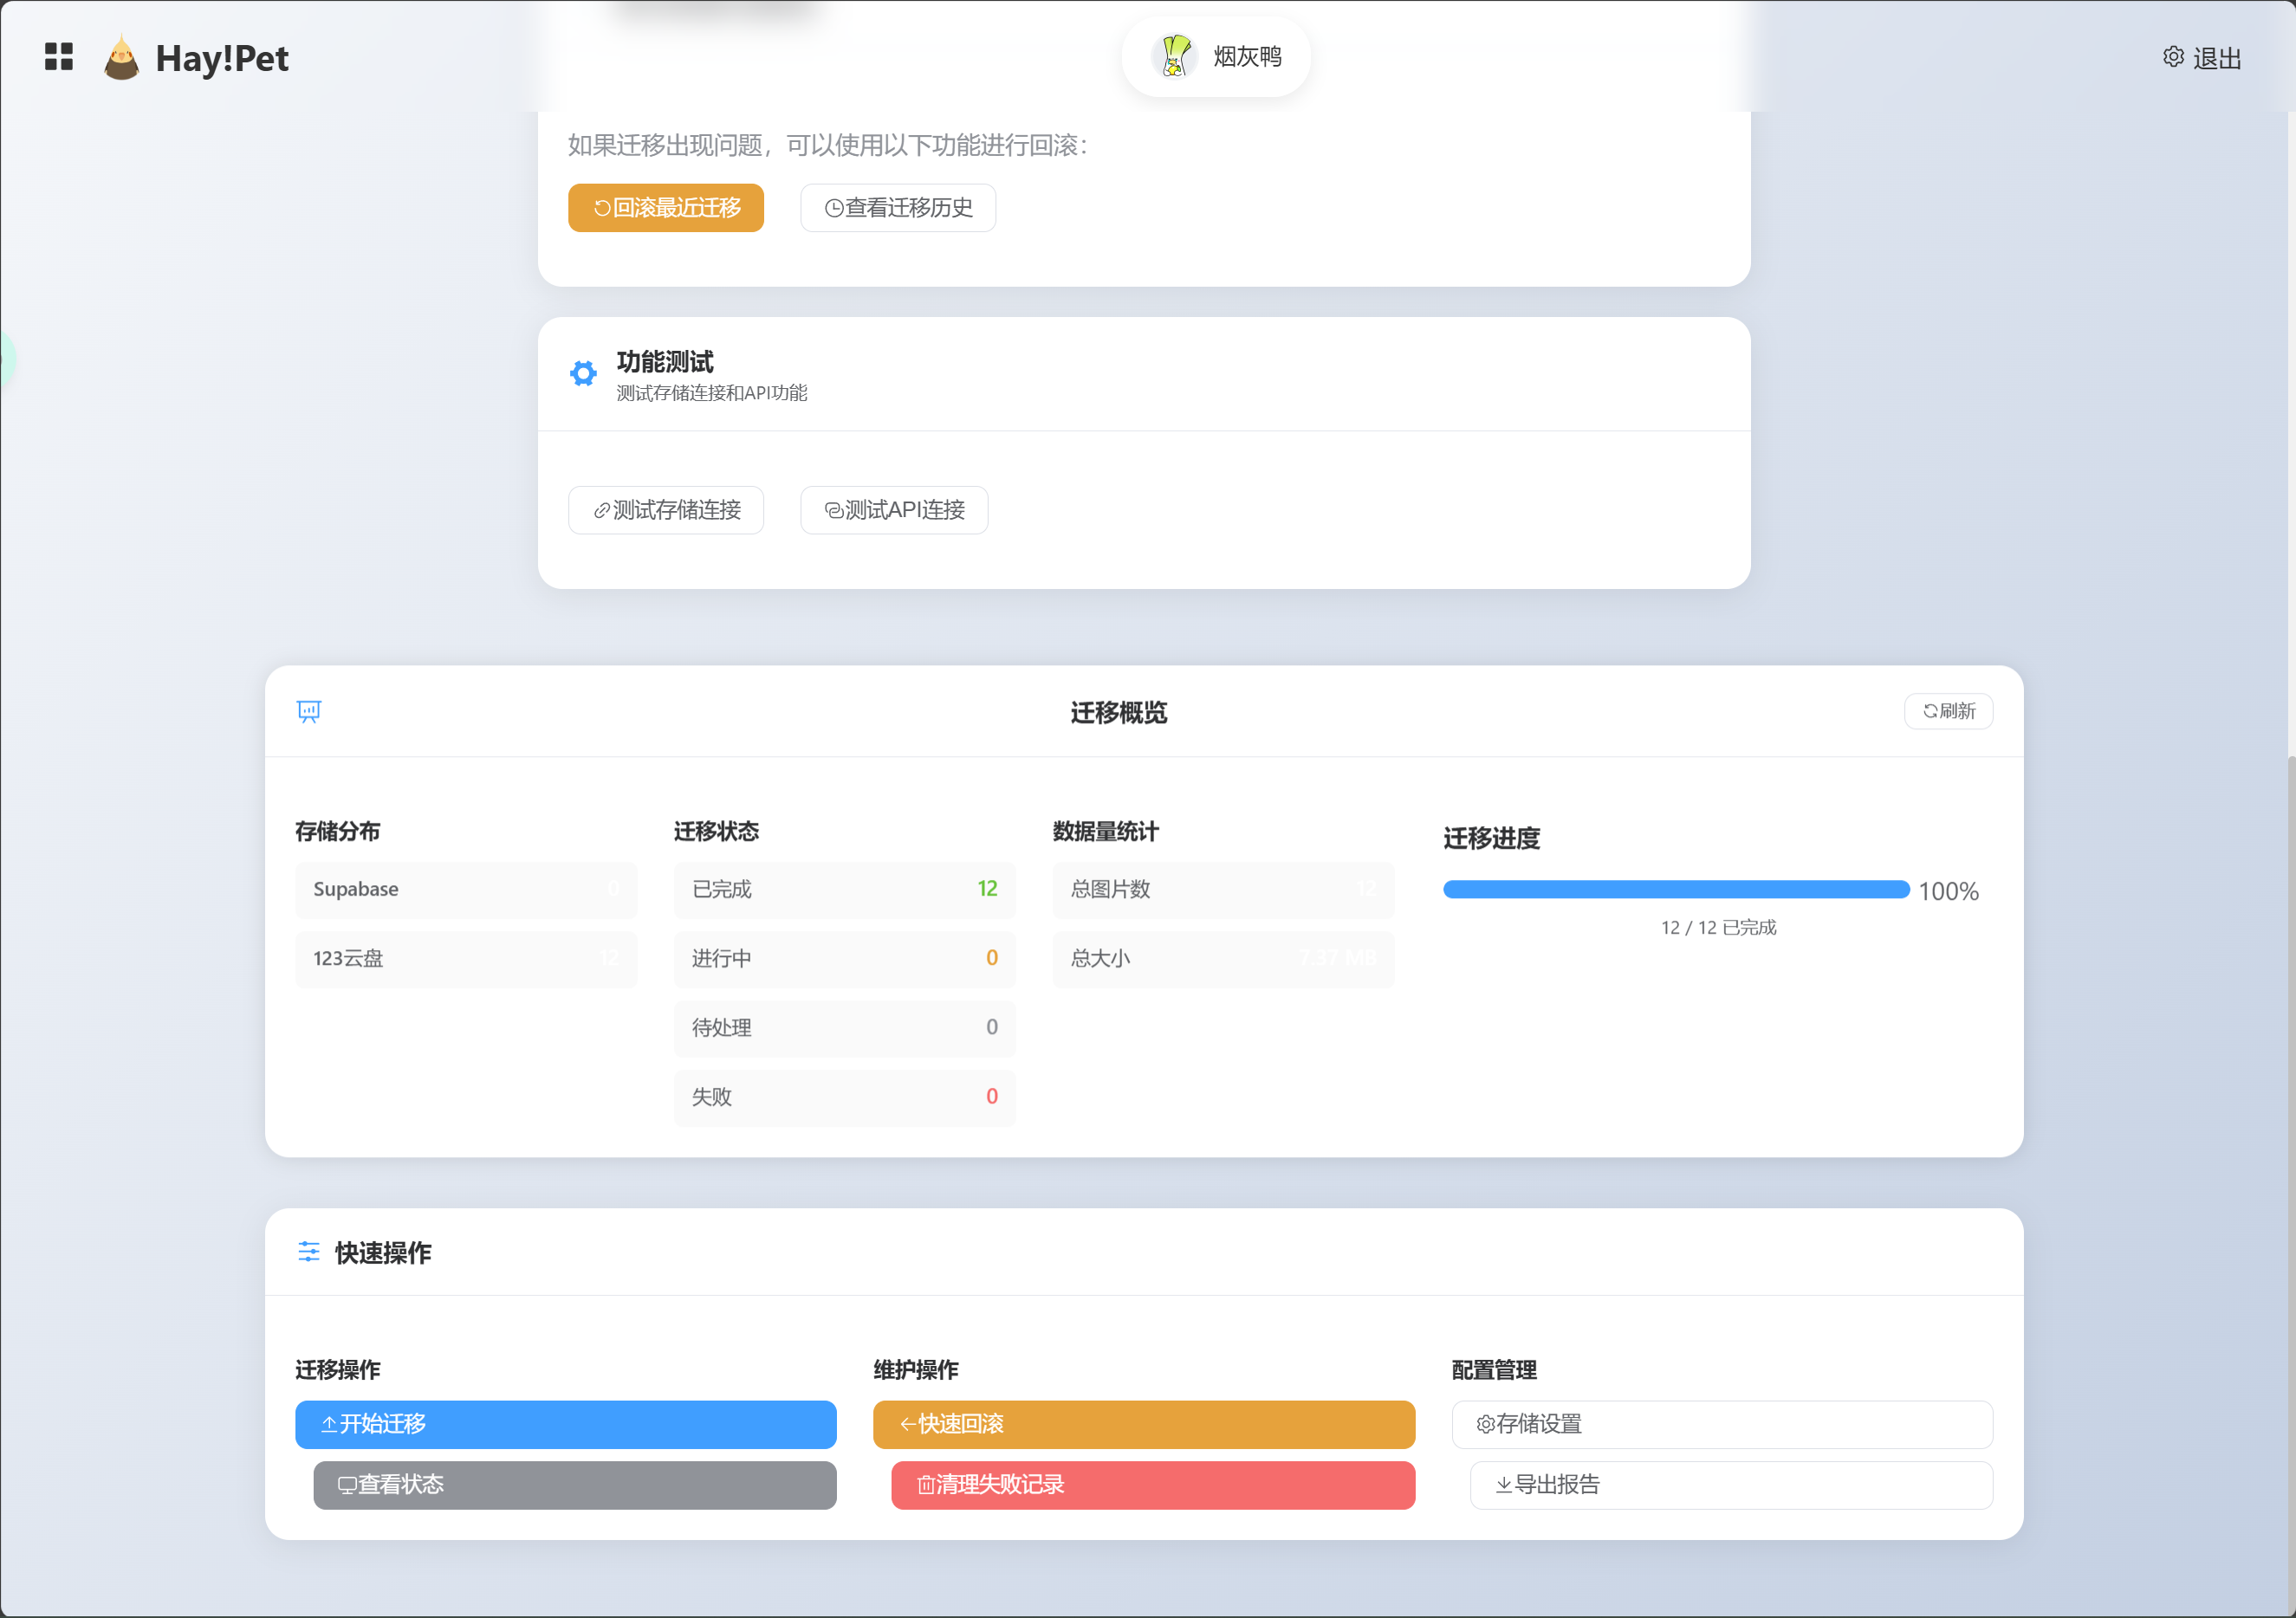 Hay!Pet
烟灰鸭
退出
如果迁移出现问题，可以使用以下功能进行回滚：
回滚最近迁移
查看迁移历史
功能测试
测试存储连接和API功能
测试存储连接
测试API连接
迁移概览
刷新
存储分布
Supabase 0
123云盘 12
迁移状态
已完成 12
进行中 0
待处理 0
失败 0
数据量统计
总图片数 12
总大小 7.37 MB
迁移进度
100%
12 / 12 已完成
快速操作
迁移操作
开始迁移
查看状态
维护操作
快速回滚
清理失败记录
配置管理
存储设置
导出报告